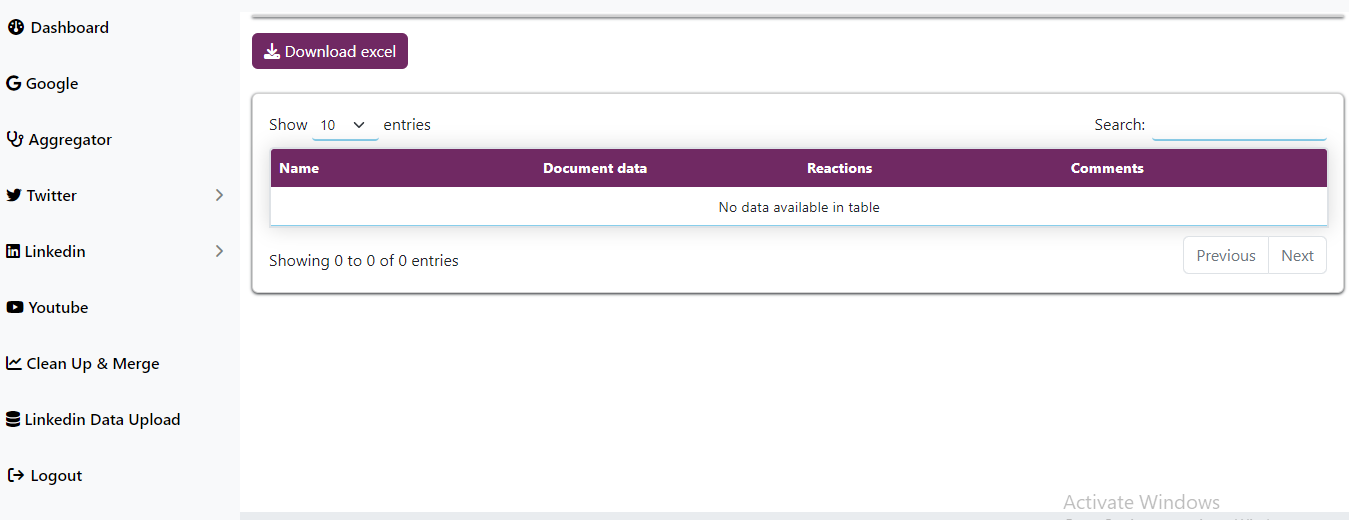 Dashboard
Google
Aggregator
Twitter
Linkedin
Youtube
Clean Up & Merge
Linkedin Data Upload
Logout
Download excel
Show 10 entries
Search:
Name Document data Reactions Comments
No data available in table
Showing 0 to 0 of 0 entries
Previous Next
Activate Windows